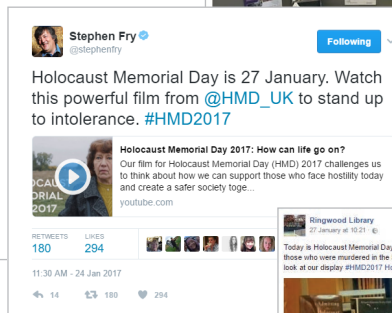 Stephen Fry
@stephenfry
Following
Holocaust Memorial Day is 27 January. Watch
this powerful film from @HMD_UK to stand up
to intolerance. #HMD2017
OCAU
ORIAL
2017
Holocaust Memorial Day 2017: How can life go on?
Our film for Holocaust Memorial Day (HMD) 2017 challenges us
to think about how we can support those who face hostility today
and create a safer society toge...
youtube.com
RETWEETS LIKES
180 294
11:30 AM - 24 Jan 2017
14 180 294
Ringwood Library
27 January at 10:21 ·
Today is Holocaust Memorial Day
those who were murdered in the
look at our display #HMD2017 Ho